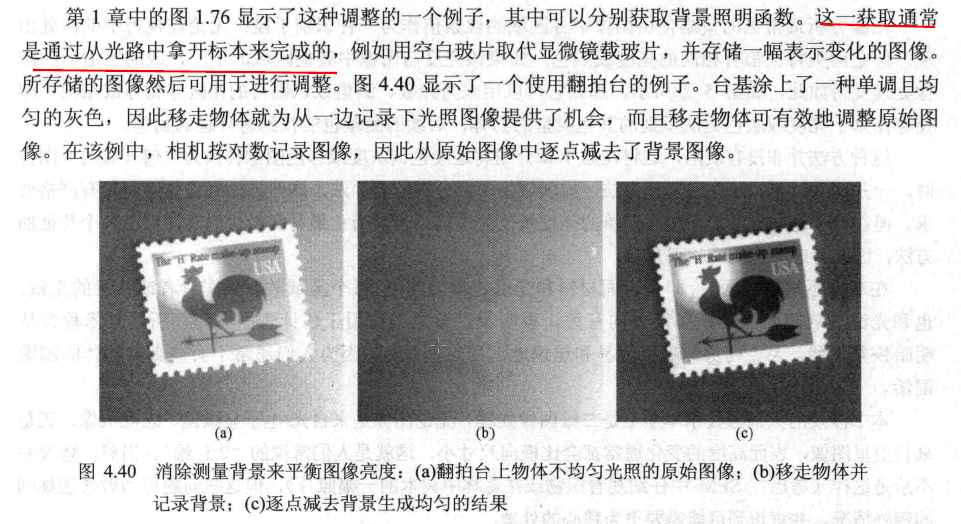 第 1 章中的图 1.76 显示了这种调整的一个例子，其中可以分别获取背景照明函数。这一获取通常
是通过从光路中拿开标本来完成的，例如用空白玻片取代显微镜载玻片，并存储一幅表示变化的图像。
所存储的图像然后可用于进行调整。图 4.40 显示了一个使用翻拍台的例子。台基涂上了一种单调且均
匀的灰色，因此移走物体就为从一边记录下光照图像提供了机会，而且移走物体可有效地调整原始图
像。在该例中，相机按对数记录图像，因此从原始图像中逐点减去了背景图像。
The "H" Rate make-up stamp
USA
The "H" Rate make-up stamp
USA
(a)
(b)
(c)
图 4.40 消除测量背景来平衡图像亮度：(a)翻拍台上物体不均匀光照的原始图像；(b)移走物体并
记录背景；(c)逐点减去背景生成均匀的结果